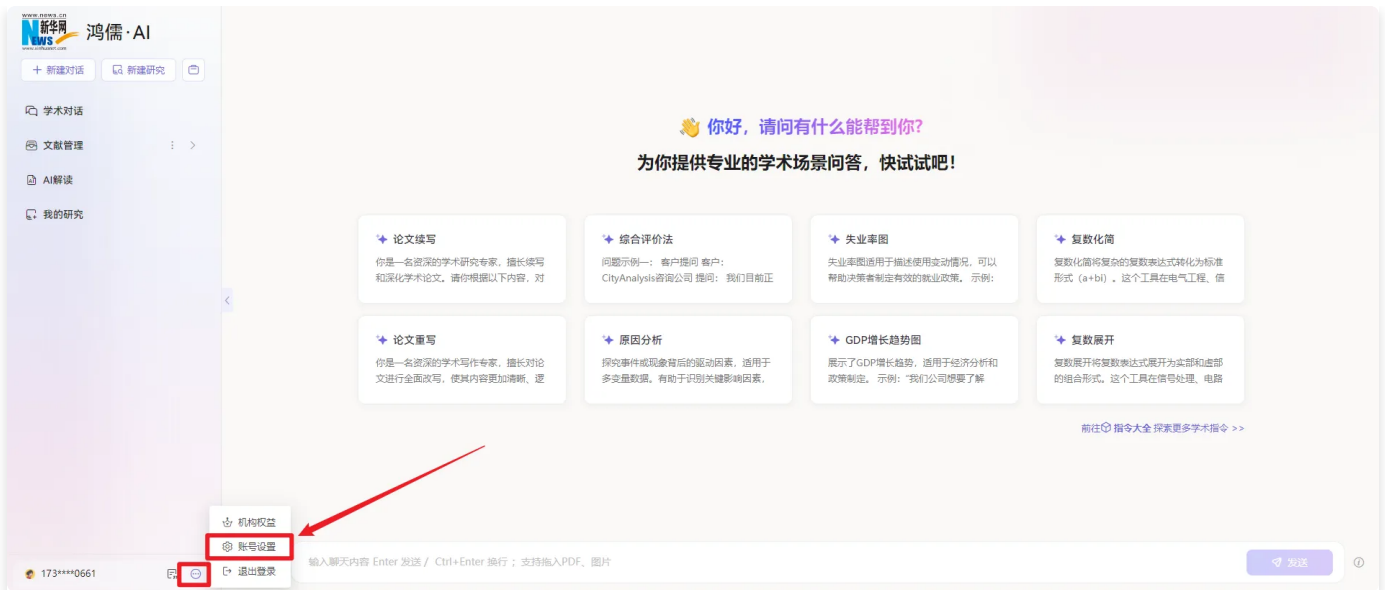 www.news.cn
新华网
NEWS
www.xinhuanet.com
鸿儒·AI
+ 新建对话
新建研究
学术对话
文献管理
AI解读
我的研究
👋 你好，请问有什么能帮到你?
为你提供专业的学术场景问答，快试试吧！
论文续写
你是一名资深的学术研究专家，擅长续写
和深化学术论文。请你根据以下内容，对
综合评价法
问题示例一： 客户提问 客户：
CityAnalysis咨询公司 提问： 我们目前正
失业率图
失业率图适用于描述使用变动情况，可以
帮助决策者制定有效的就业政策。 示例：
复数化简
复数化简将复杂的复数表达式转化为标准
形式（a+bi）。这个工具在电气工程、信
论文重写
你是一名资深的学术写作专家，擅长对论
文进行全面改写，使其内容更加清晰、逻
原因分析
探究事件或现象背后的驱动因素，适用于
多变量数据。有助于识别关键影响因素，
GDP增长趋势图
展示了GDP增长趋势，适用于经济分析和
政策制定。 示例：“我们公司想要了解
复数展开
复数展开将复数表达式展开为实部和虚部
的组合形式。这个工具在信号处理、电路
前往 指令大全 探索更多学术指令 >>
机构权益
账号设置
退出登录
173****0661
输入聊天内容 Enter 发送 / Ctrl+Enter 换行 ；支持拖入PDF、图片
发送